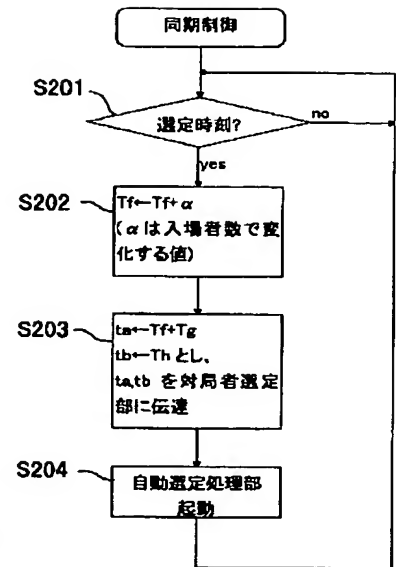 同期制御
S201
選定時刻?
no
yes
S202
Tf←Tf+α
(αは入場者数で変
化する値)
S203
ta←Tf+Tg
tb←Thとし、
ta,tb を対局者選定
部に伝達
S204
自動選定処理部
起動